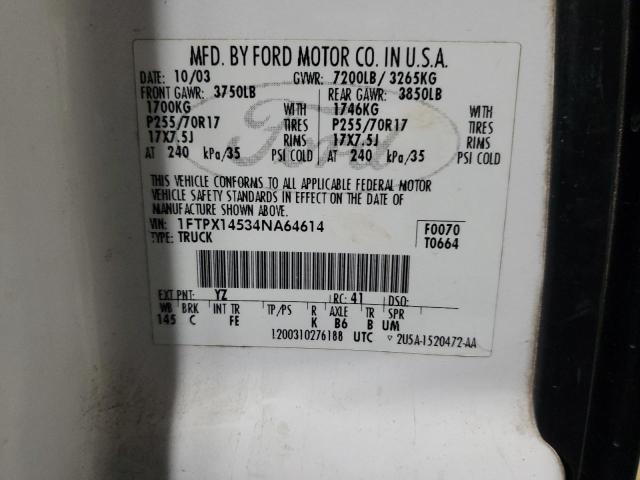 MFD. BY FORD MOTOR CO. IN U.S.A.
DATE: 10/03 GVWR: 7200LB/ 3265KG
FRONT GAWR: 3750LB REAR GAWR: 3850LB
1700KG WITH 1746KG WITH
P255/70R17 TIRES P255/70R17 TIRES
17X7.5J RIMS 17X7.5J RIMS
AT 240 kPa/35 PSI COLD AT 240 kPa/35 PSI COLD
Ford
THIS VEHICLE CONFORMS TO ALL APPLICABLE FEDERAL MOTOR
VEHICLE SAFETY STANDARDS IN EFFECT ON THE DATE OF
MANUFACTURE SHOWN ABOVE.
VIN: 1FTPX14534NA64614 F0070
TYPE: TRUCK T0664
EXT PNT: YZ RC: 41 DSO:
WB BRK INT TR TP/PS R AXLE TR SPR
145 C FE K B6 B UM
1200310276188 UTC ▽ 2U5A-1520472-AA